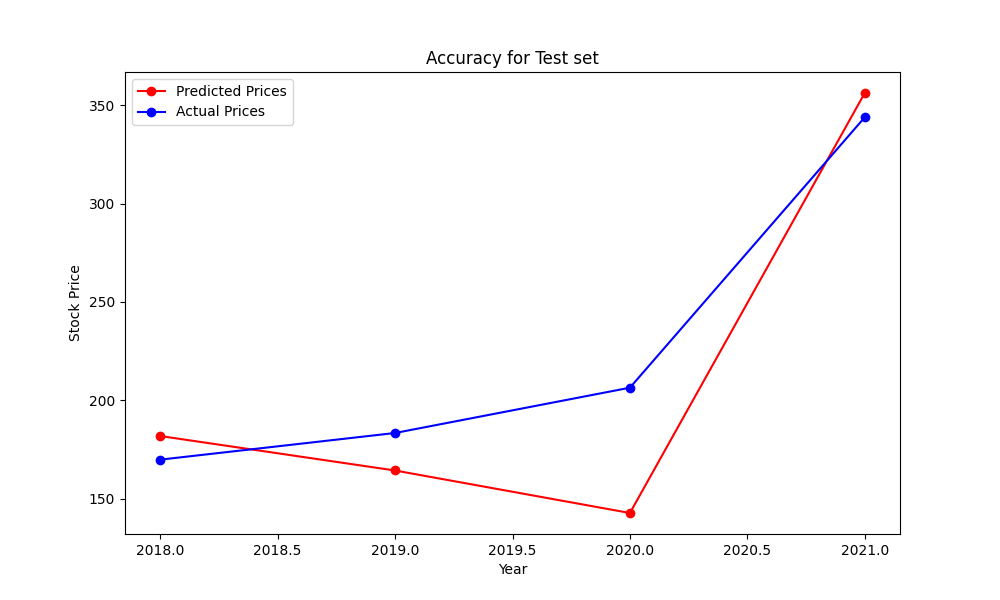 Accuracy for Test set
Predicted Prices
Actual Prices
Stock Price
350
300
250
200
150
2018.0 2018.5 2019.0 2019.5 2020.0 2020.5 2021.0
Year